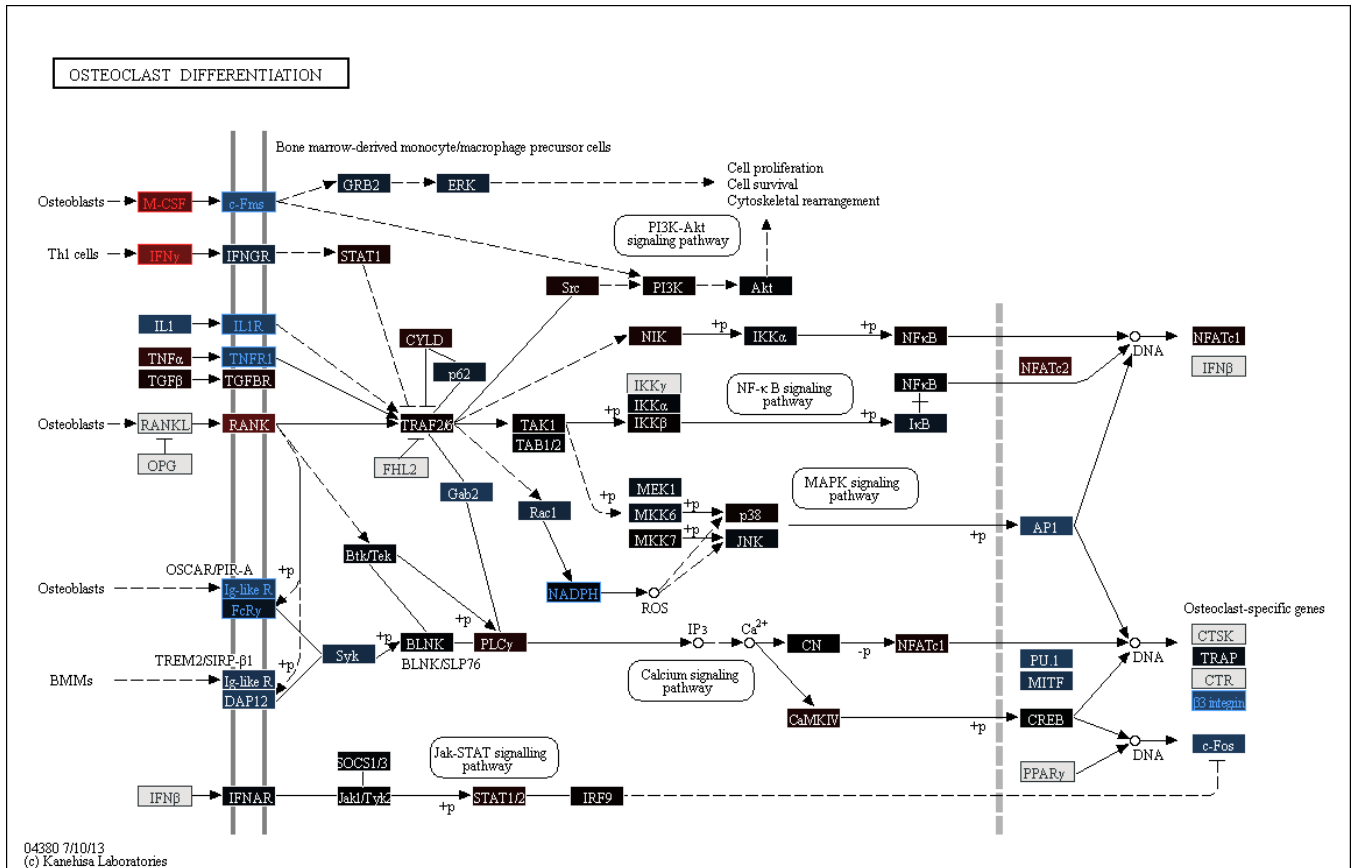 OSTEOCLAST DIFFERENTIATION
Bone marrow-derived monocyte/macrophage precursor cells
Cell proliferation
Cell survival
Cytoskeletal rearrangement
GRB2
ERK
Osteoblasts
M-CSF
c-Fms
PI3K-Akt
signaling pathway
Th1 cells
IFNγ
IFNGR
STAT1
Src
PI3K
Akt
IL1
IL1R
CYLD
NIK
+p
IKKα
+p
NFκB
DNA
NFATc1
TNFα
TNFR1
p62
NFATc2
IFNβ
TGFβ
TGFBR
IKKγ
NF-κ B signaling
pathway
NFκB
IKKα
Osteoblasts
RANKL
RANK
TRAF2/6
TAK1
+p
IKKβ
+p
IκB
TAB1/2
OPG
FHL2
MAPK signaling
pathway
Gab2
Rac1
+p
MEK1
MKK6
+p
p38
MKK7
+p
JNK
+p
AP1
Btk/Tek
OSCAR/PIR-A
+p
Osteoblasts
Ig-like R
FcRγ
NADPH
ROS
Osteoclast-specific genes
IP3
Ca2+
CTSK
Syk
+p
BLNK
+p
PLCγ
CN
-p
NFATc1
DNA
TRAP
BLNK/SLP76
TREM2/SIRP-β1
+p
PU.1
CTR
BMMs
Ig-like R
DAP12
Calcium signaling
pathway
MITF
β3 integrin
CaMKIV
+p
CREB
c-Fos
DNA
Jak-STAT signalling
pathway
SOCS1/3
PPARγ
IFNβ
IFNAR
Jak1/Tyk2
+p
STAT1/2
IRF9
04380 7/10/13
(c) Kanehisa Laboratories